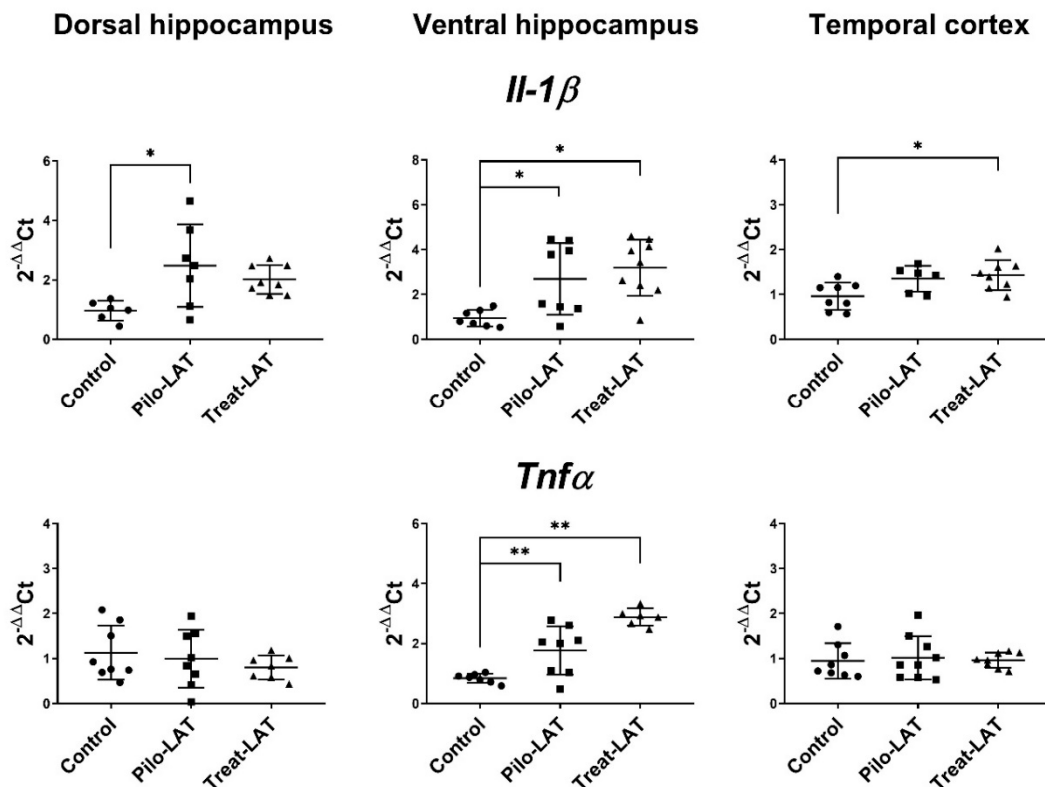 Dorsal hippocampus Ventral hippocampus Temporal cortex
Il-1β
2^-ΔΔCt
6
4
2
0
*
Control Pilo-LAT Treat-LAT
2^-ΔΔCt
8
6
4
2
0
*
*
Control Pilo-LAT Treat-LAT
2^-ΔΔCt
4
3
2
1
0
*
Control Pilo-LAT Treat-LAT
Tnfα
2^-ΔΔCt
4
3
2
1
0
Control Pilo-LAT Treat-LAT
2^-ΔΔCt
6
4
2
0
**
**
Control Pilo-LAT Treat-LAT
2^-ΔΔCt
4
3
2
1
0
Control Pilo-LAT Treat-LAT